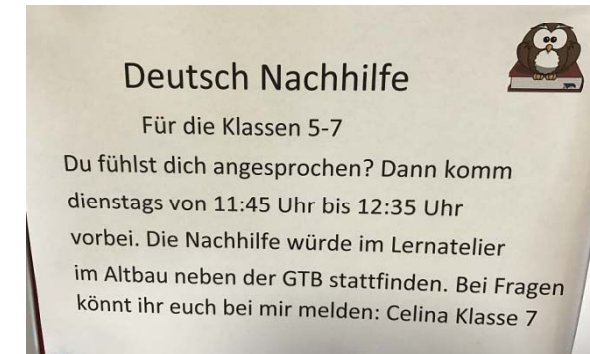 Deutsch Nachhilfe
Für die Klassen 5-7
Du fühlst dich angesprochen? Dann komm
dienstags von 11:45 Uhr bis 12:35 Uhr
vorbei. Die Nachhilfe würde im Lernatelier
im Altbau neben der GTB stattfinden. Bei Fragen
könnt ihr euch bei mir melden: Celina Klasse 7